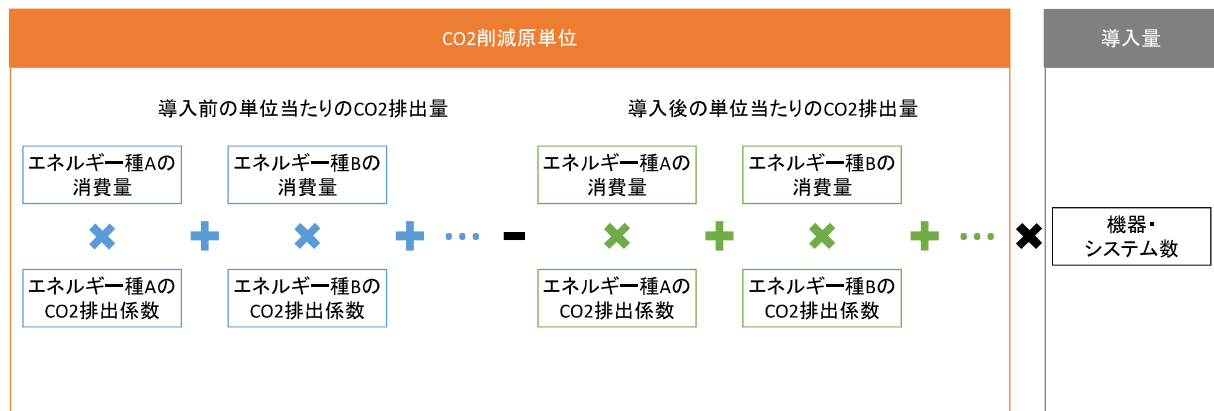 CO2削減原単位
導入量
導入前の単位当たりのCO2排出量
導入後の単位当たりのCO2排出量
エネルギー種Aの
消費量
エネルギー種Bの
消費量
エネルギー種Aの
消費量
エネルギー種Bの
消費量
× + × + … - × + × + … ×
機器・
システム数
エネルギー種Aの
CO2排出係数
エネルギー種Bの
CO2排出係数
エネルギー種Aの
CO2排出係数
エネルギー種Bの
CO2排出係数